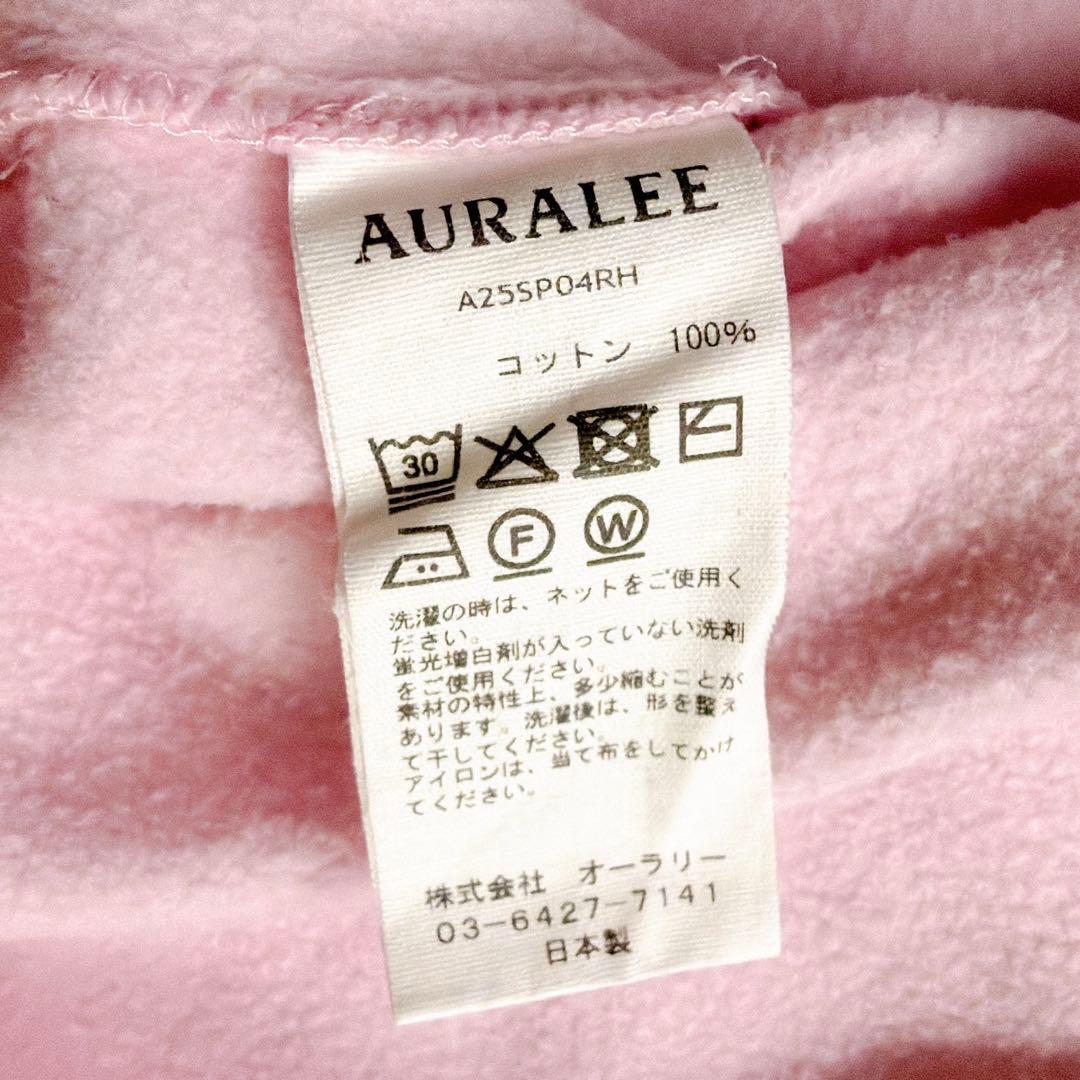 AURALEE
A25SP04RH
コットン 100%
30
F W
洗濯の時は、ネットをご使用く
ださい。
蛍光増白剤が入っていない洗剤
をご使用ください。
素材の特性上、多少縮むことが
あります。洗濯後は、形を整え
て干してください。
アイロンは、当て布をしてかけ
てください。
株式会社 オーラリー
03-6427-7141
日本製